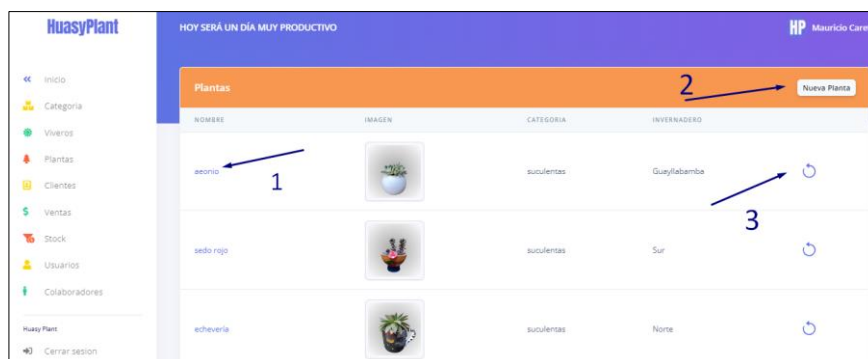 HuasyPlant
HOY SERÁ UN DÍA MUY PRODUCTIVO
HP Mauricio Care
Inicio
Categoria
Viveros
Plantas
Clientes
Ventas
Stock
Usuarios
Colaboradores
Huasy Plant
Cerrar sesion
Plantas
2
Nueva Planta
NOMBRE IMAGEN CATEGORIA INVERNADERO
aeonio suculentas Guayllabamba
1
3
sedo rojo suculentas Sur
echeveria suculentas Norte